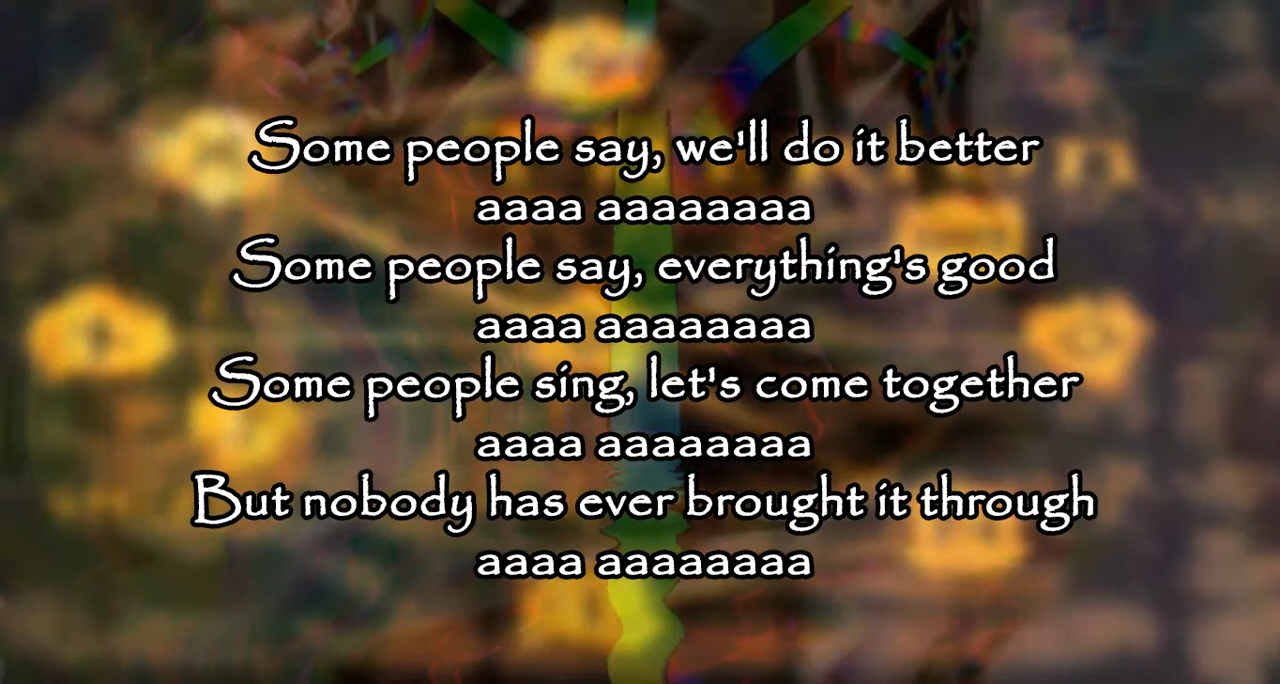 Some people say, we'll do it better
aaaa aaaaaaaa
Some people say, everything's good
aaaa aaaaaaaa
Some people sing, let's come together
aaaa aaaaaaaa
But nobody has ever brought it through
aaaa aaaaaaaa